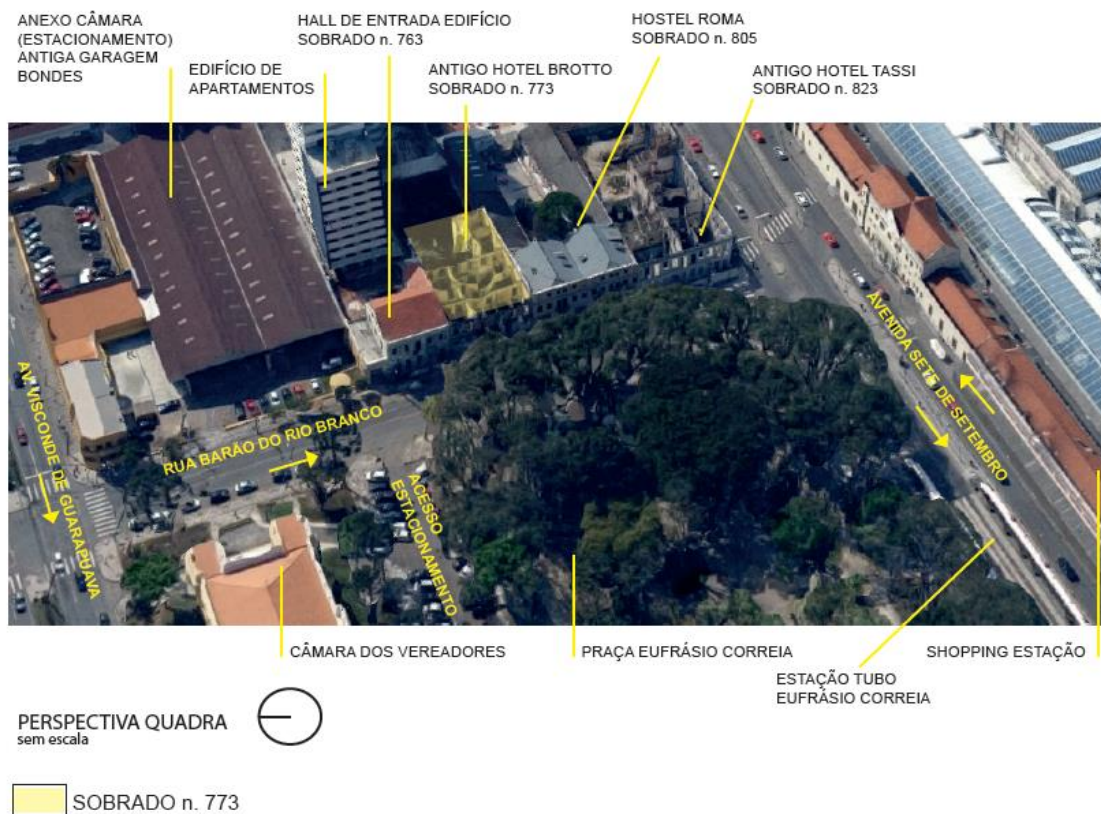 ANEXO CÂMARA
(ESTACIONAMENTO)
ANTIGA GARAGEM
BONDES
EDIFÍCIO DE
APARTAMENTOS
HALL DE ENTRADA EDIFÍCIO
SOBRADO n. 763
ANTIGO HOTEL BROTTO
SOBRADO n. 773
HOSTEL ROMA
SOBRADO n. 805
ANTIGO HOTEL TASSI
SOBRADO n. 823
AV. VISCONDE DE GUARAPUAVA
RUA BARÃO DO RIO BRANCO
ACESSO
ESTACIONAMENTO
AVENIDA SETE DE SETEMBRO
CÂMARA DOS VEREADORES
PRAÇA EUFRÁSIO CORREIA
ESTAÇÃO TUBO
EUFRÁSIO CORREIA
SHOPPING ESTAÇÃO
PERSPECTIVA QUADRA
sem escala
SOBRADO n. 773